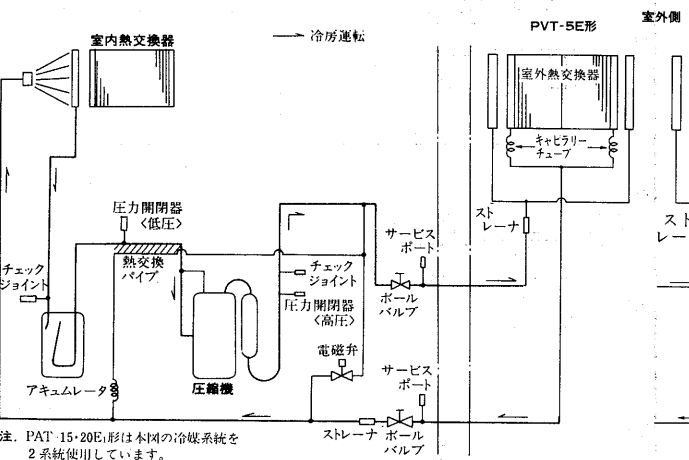 PVT-5E形
室外側
室内熱交換器
冷房運転
室外熱交換器
キャピラリー
チューブ
圧力開閉器
〈低圧〉
サービス
ポート
スト
レーナ
スト
レー
チェック
ジョイント
熱交換
パイプ
チェック
ジョイント
圧力開閉器
〈高圧〉
ボール
バルブ
電磁弁
サービス
ポート
アキュムレータ
圧縮機
ストレーナ
ボール
バルブ
注. PAT-15・20E₁形は本図の冷媒系統を
2系統使用しています。